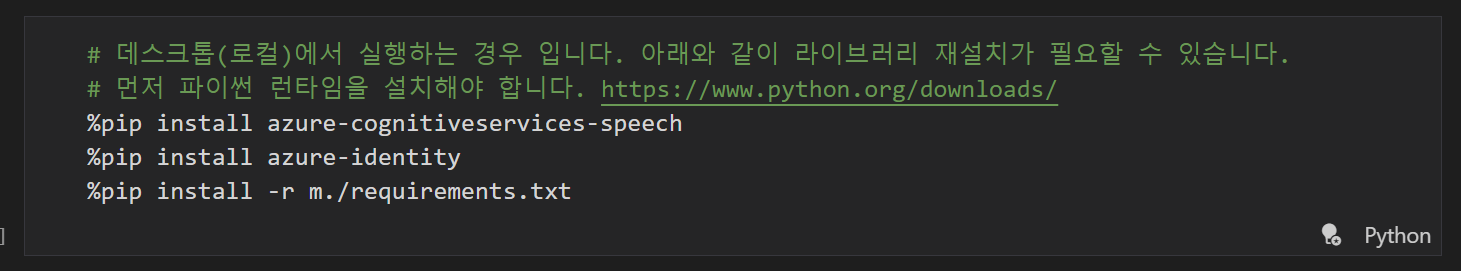 # 데스크톱(로컬)에서 실행하는 경우 입니다. 아래와 같이 라이브러리 재설치가 필요할 수 있습니다.
# 먼저 파이썬 런타임을 설치해야 합니다. https://www.python.org/downloads/
%pip install azure-cognitiveservices-speech
%pip install azure-identity
%pip install -r m./requirements.txt
]
Python